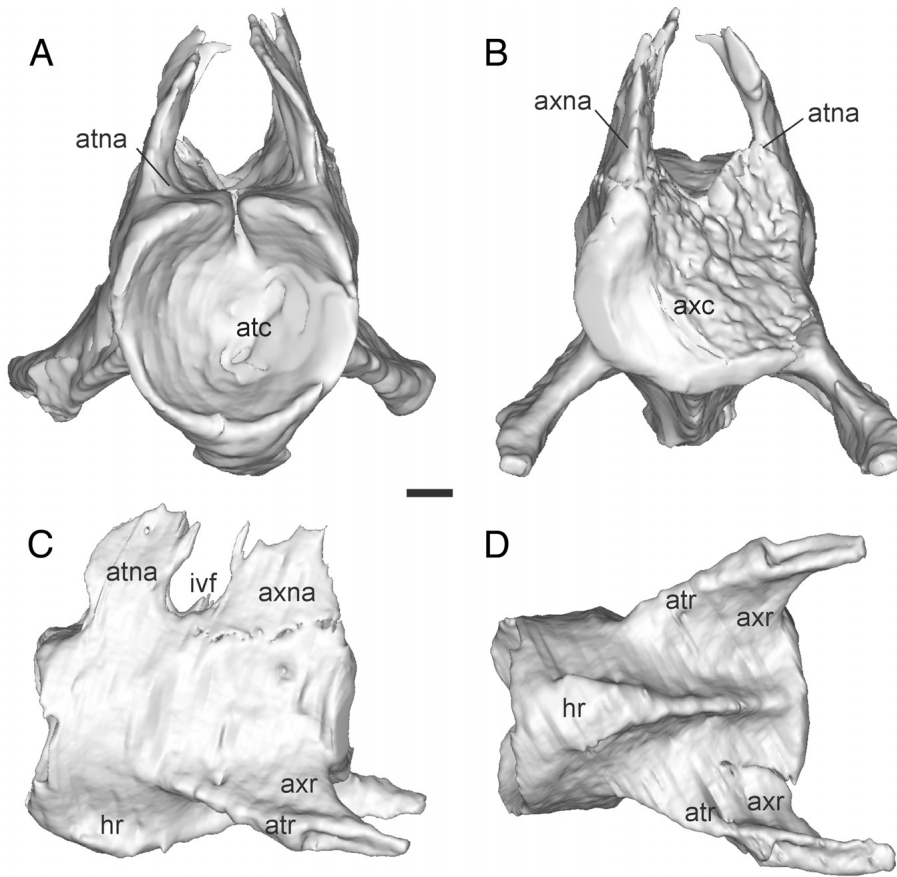 A
atna
atc
B
axna
atna
axc
C
atna
ivf
axna
axr
atr
hr
D
atr
axr
hr
atr
axr